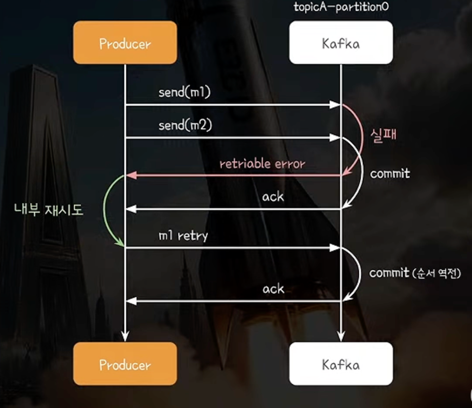 topicA-partition0
Producer
Kafka
send(m1)
send(m2)
실패
retriable error
commit
ack
내부 재시도
m1 retry
commit (순서 역전)
ack
Producer
Kafka